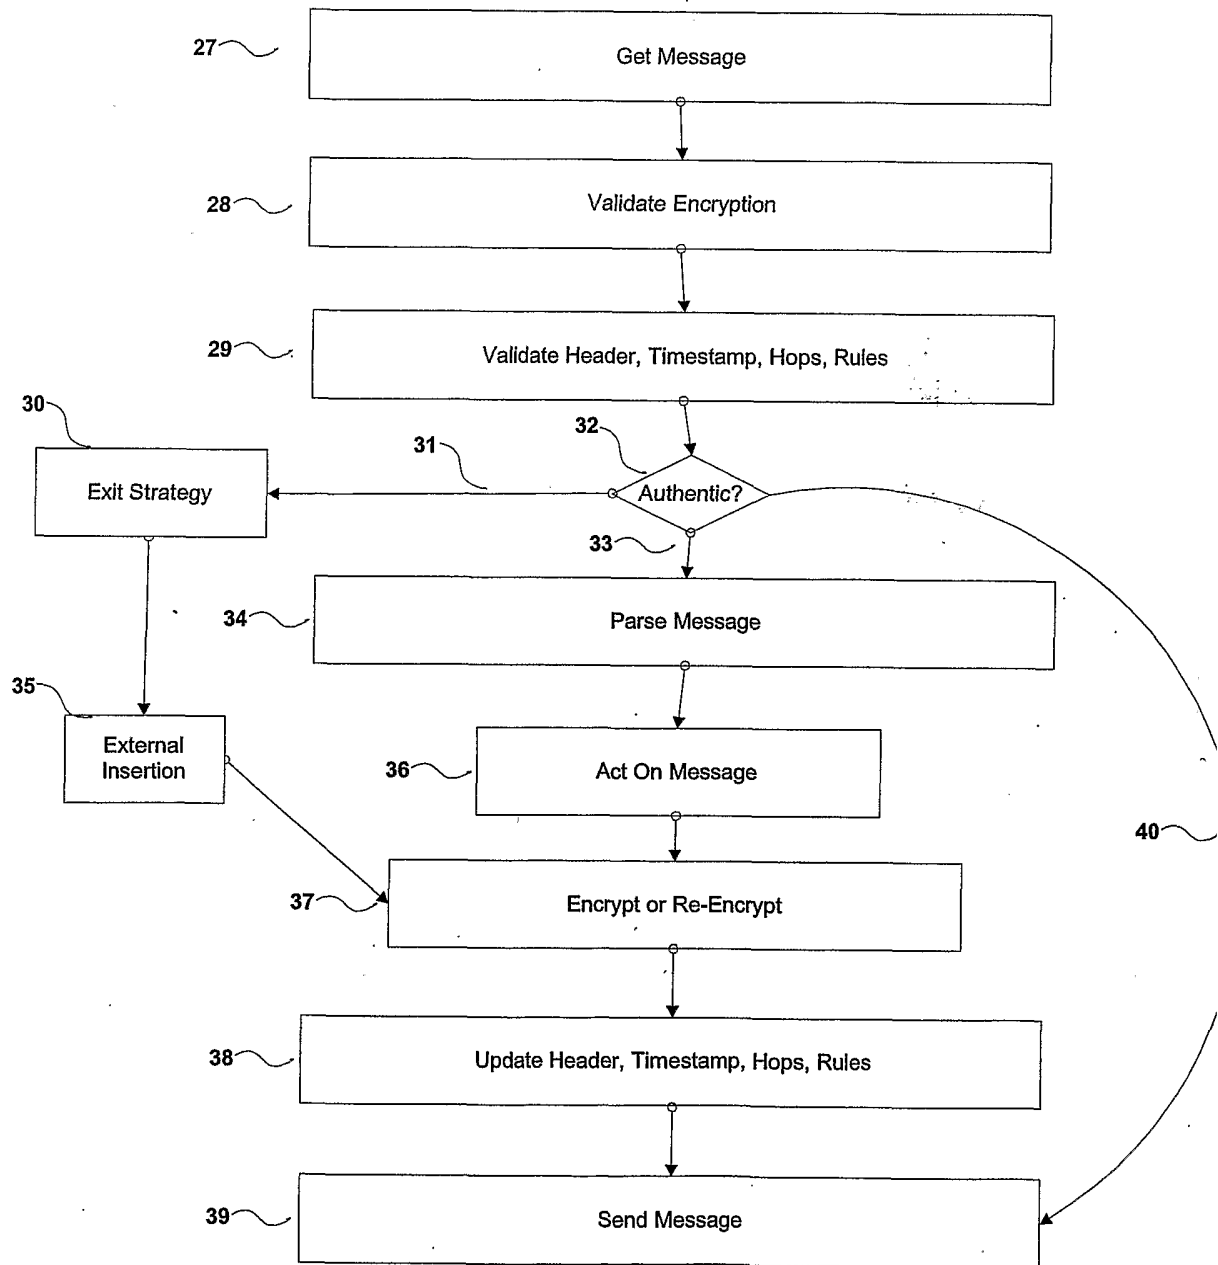 27
Get Message
28
Validate Encryption
29
Validate Header, Timestamp, Hops, Rules
30
31
32
Exit Strategy
Authentic?
33
34
Parse Message
35
External
Insertion
36
Act On Message
40
37
Encrypt or Re-Encrypt
38
Update Header, Timestamp, Hops, Rules
39
Send Message